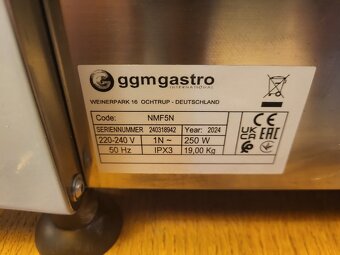 ggmgastro
INTERNATIONAL
WEINERPARK 16 OCHTRUP - DEUTSCHLAND
Code: NMF5N
SERIENNUMMER 240318942 Year: 2024
220-240 V 1N ~ 250 W
50 Hz IPX3 19,00 Kg
CE
UK CA
EAC